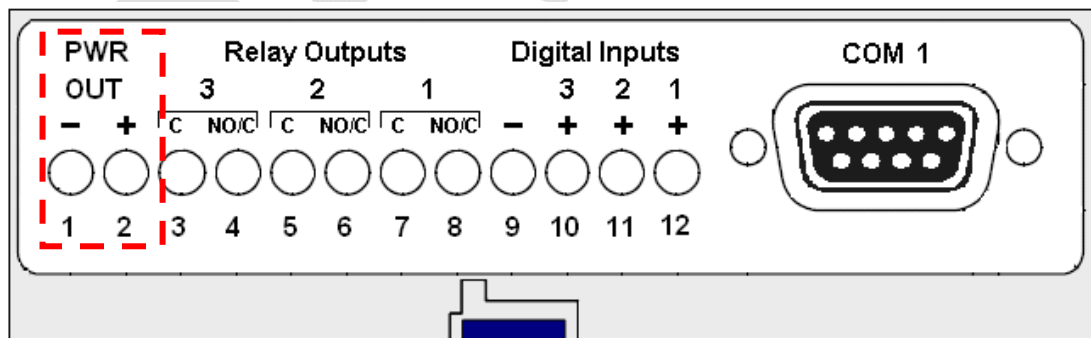 PWR Relay Outputs Digital Inputs COM 1
OUT 3 2 1 3 2 1
− + C NO/C C NO/C C NO/C − + + +
1 2 3 4 5 6 7 8 9 10 11 12